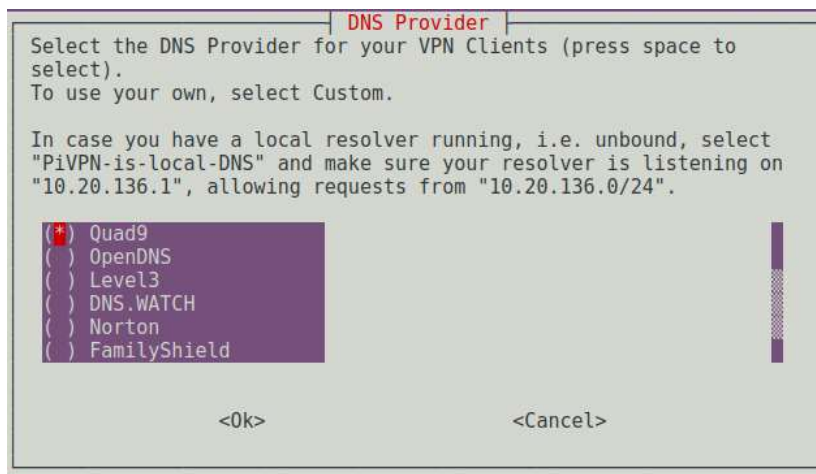 DNS Provider
Select the DNS Provider for your VPN Clients (press space to
select).
To use your own, select Custom.
In case you have a local resolver running, i.e. unbound, select
"PiVPN-is-local-DNS" and make sure your resolver is listening on
"10.20.136.1", allowing requests from "10.20.136.0/24".
(*) Quad9
( ) OpenDNS
( ) Level3
( ) DNS.WATCH
( ) Norton
( ) FamilyShield
<Ok> <Cancel>